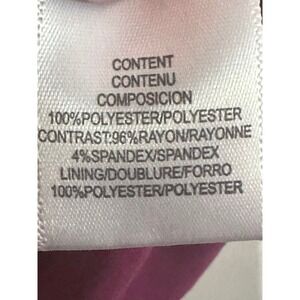 CONTENT
CONTENU
COMPOSICION
100%POLYESTER/POLYESTER
CONTRAST:96%RAYON/RAYONNE
4%SPANDEX/SPANDEX
LINING/DOUBLURE/FORRO
100%POLYESTER/POLYESTER